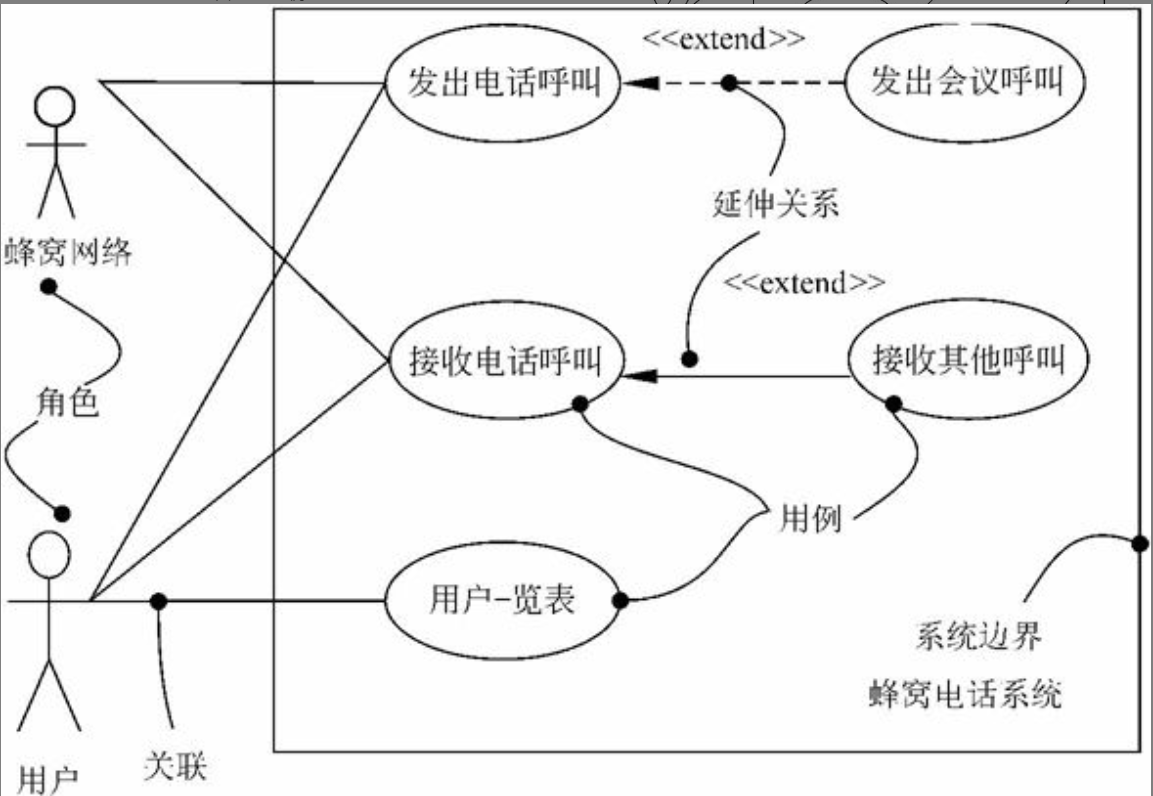 <<extend>>
发出电话呼叫
发出会议呼叫
延伸关系
蜂窝网络
<<extend>>
接收电话呼叫
接收其他呼叫
角色
用例
用户-览表
系统边界
蜂窝电话系统
关联
用户